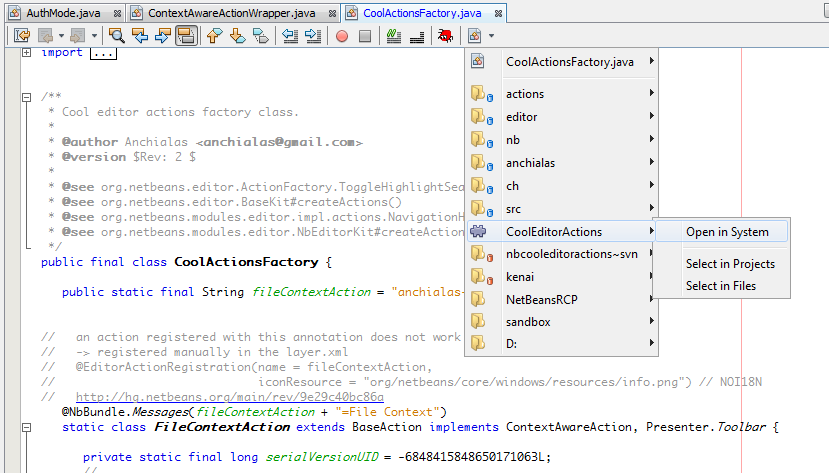 AuthMode.java
ContextAwareActionWrapper.java
CoolActionsFactory.java
import ...
/**
* Cool editor actions factory class.
*
* @author Anchialas <anchialas@gmail.com>
* @version $Rev: 2 $
*
* @see org.netbeans.editor.ActionFactory.ToggleHighlightSea
* @see org.netbeans.editor.BaseKit#createActions()
* @see org.netbeans.modules.editor.impl.actions.NavigationH
* @see org.netbeans.modules.editor.NbEditorKit#createAction
*/
public final class CoolActionsFactory {
public static final String fileContextAction = "anchialas-
// an action registered with this annotation does not work
// -> registered manually in the layer.xml
// @EditorActionRegistration(name = fileContextAction,
// iconResource = "org/netbeans/core/windows/resources/info.png") // NOI18N
// http://hg.netbeans.org/main/rev/9e29c40bc86a
@NbBundle.Messages(fileContextAction + "=File Context")
static class FileContextAction extends BaseAction implements ContextAwareAction, Presenter.Toolbar {
private static final long serialVersionUID = -6848415848650171063L;
//
CoolActionsFactory.java
actions
editor
nb
anchialas
ch
src
CoolEditorActions
nbcooleditoractions~svn
kenai
NetBeansRCP
sandbox
D:
Open in System
Select in Projects
Select in Files